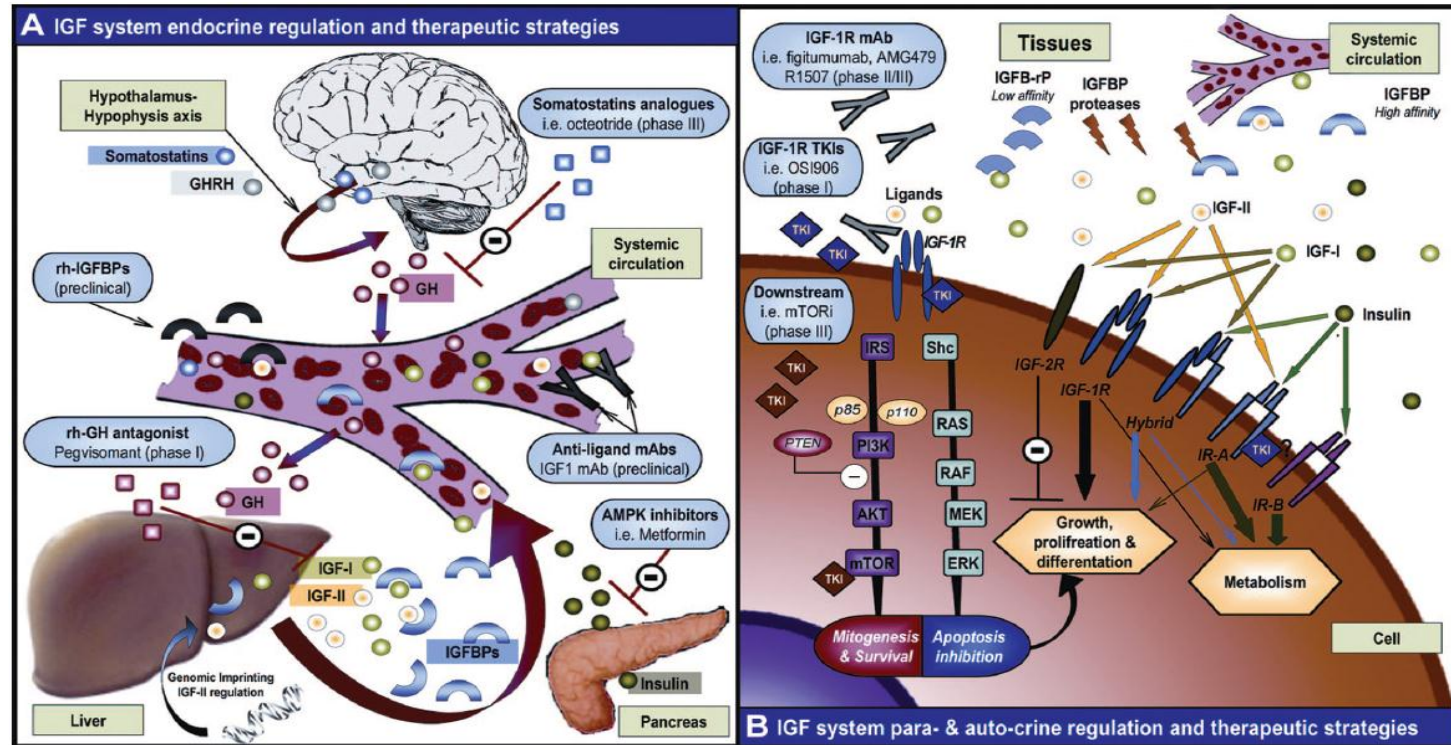 A IGF system endocrine regulation and therapeutic strategies
Hypothalamus-
Hypophysis axis
Somatostatins
GHRH
Somatostatins analogues
i.e. octeotride (phase III)
Systemic
circulation
rh-IGFBPs
(preclinical)
GH
rh-GH antagonist
Pegvisomant (phase I)
GH
Anti-ligand mAbs
IGF1 mAb (preclinical)
AMPK inhibitors
i.e. Metformin
IGF-I
IGF-II
IGFBPs
Insulin
Genomic Imprinting
IGF-II regulation
Liver
Pancreas
IGF-1R mAb
i.e. figitumumab, AMG479
R1507 (phase II/III)
Tissues
Systemic
circulation
IGFB-rP
Low affinity
IGFBP
proteases
IGFBP
High affinity
IGF-1R TKIs
i.e. OSI906
(phase I)
Ligands
IGF-II
TKI
TKI
IGF-1R
IGF-I
TKI
Downstream
i.e. mTORi
(phase III)
Insulin
IRS
Shc
IGF-2R
TKI
TKI
IGF-1R
p85
p110
Hybrid
RAS
PTEN
PI3K
IR-A
TKI
?
RAF
IR-B
AKT
MEK
Growth,
prolifreation &
differentation
TKI
mTOR
ERK
Metabolism
Mitogenesis
& Survival
Apoptosis
inhibition
Cell
B IGF system para- & auto-crine regulation and therapeutic strategies